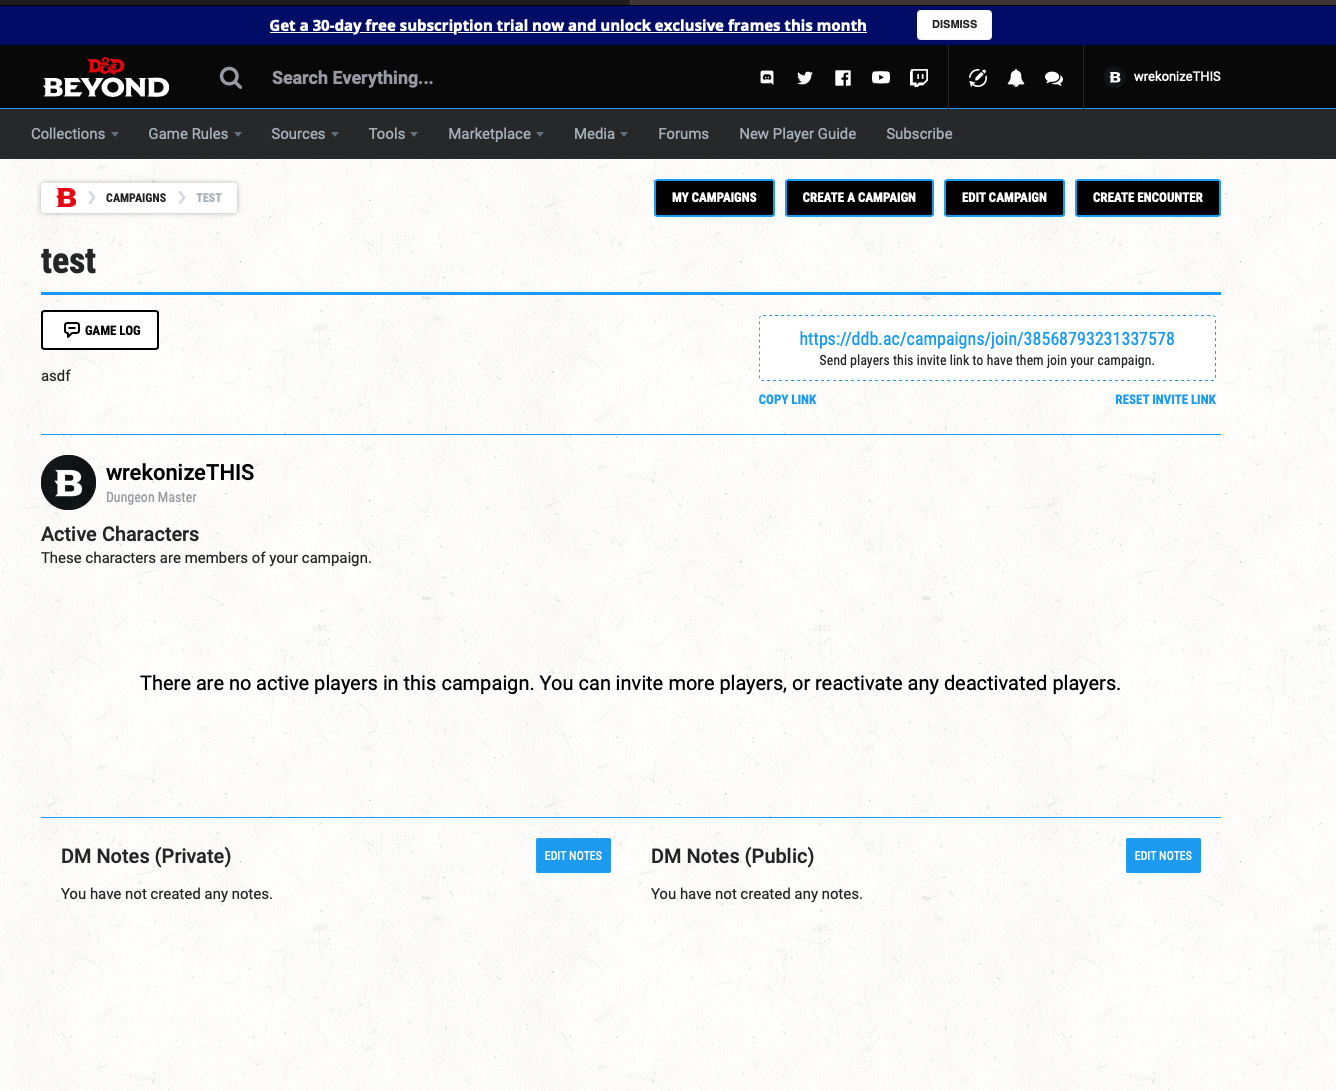 Get a 30-day free subscription trial now and unlock exclusive frames this month DISMISS
D&D
BEYOND
Search Everything...
wrekonizeTHIS
Collections Game Rules Sources Tools Marketplace Media Forums New Player Guide Subscribe
B CAMPAIGNS TEST
MY CAMPAIGNS CREATE A CAMPAIGN EDIT CAMPAIGN CREATE ENCOUNTER
test
GAME LOG
asdf
https://ddb.ac/campaigns/join/38568793231337578
Send players this invite link to have them join your campaign.
COPY LINK RESET INVITE LINK
B
wrekonizeTHIS
Dungeon Master
Active Characters
These characters are members of your campaign.
There are no active players in this campaign. You can invite more players, or reactivate any deactivated players.
DM Notes (Private) EDIT NOTES
You have not created any notes.
DM Notes (Public) EDIT NOTES
You have not created any notes.